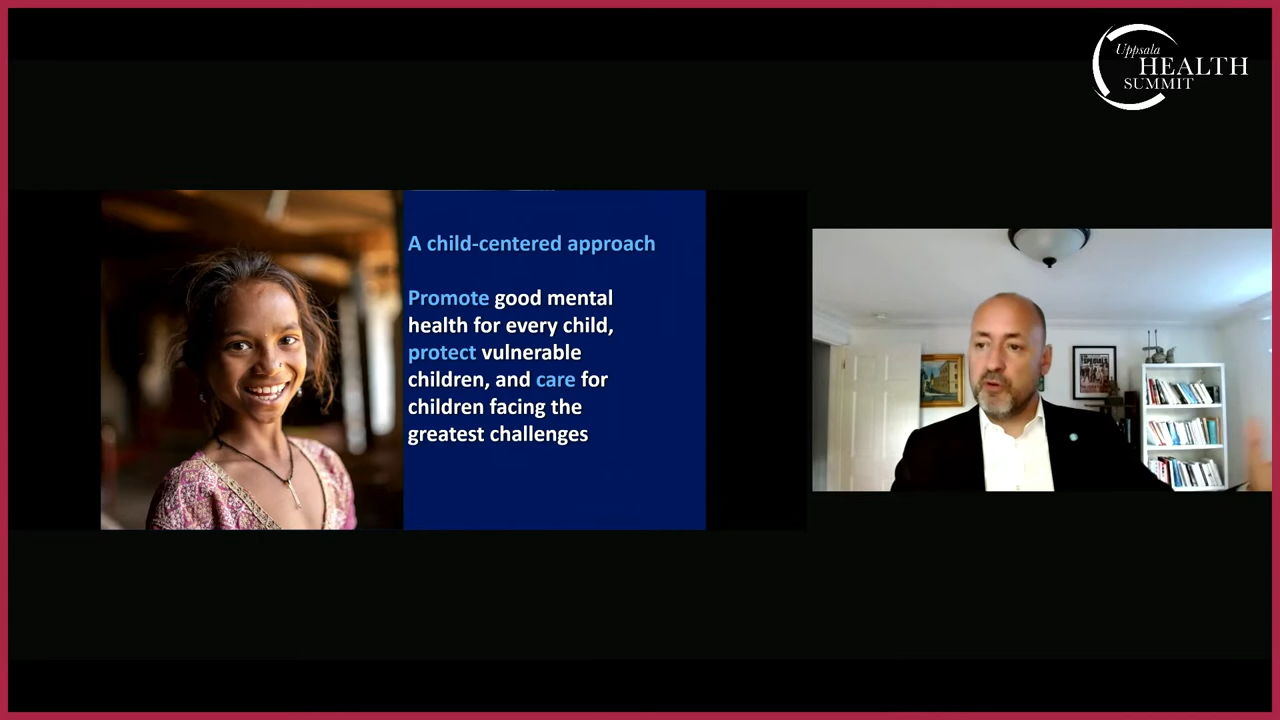 Uppsala
HEALTH
SUMMIT
A child-centered approach
Promote good mental
health for every child,
protect vulnerable
children, and care for
children facing the
greatest challenges
SPECIALS